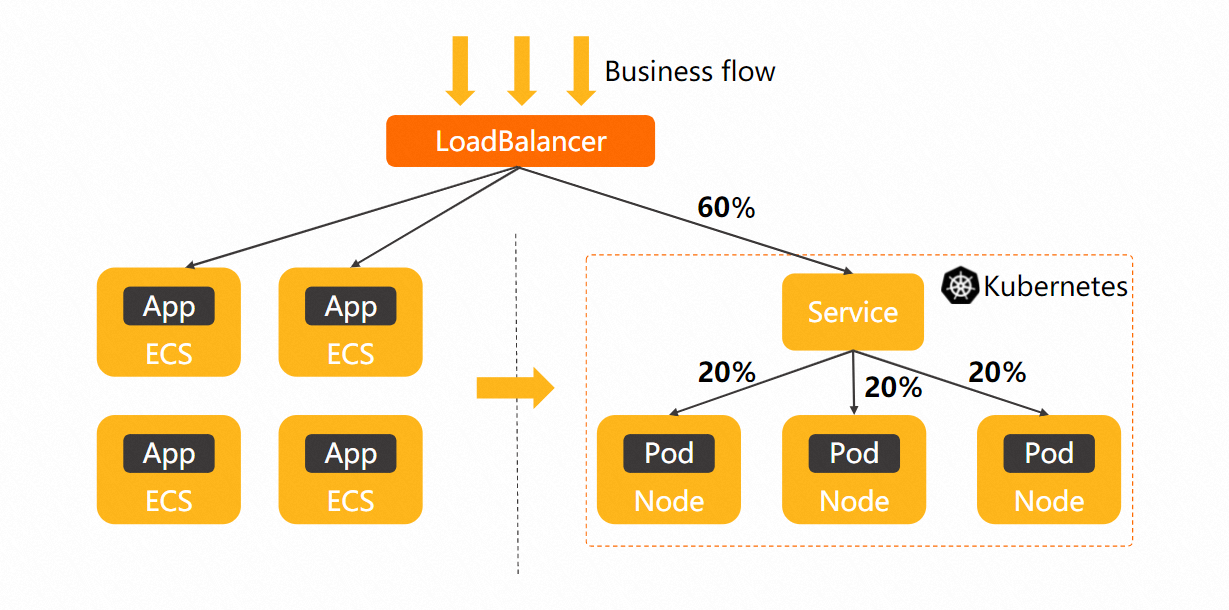 Business flow
LoadBalancer
60%
Kubernetes
App
ECS
App
ECS
Service
20%
20%
20%
App
ECS
App
ECS
Pod
Node
Pod
Node
Pod
Node